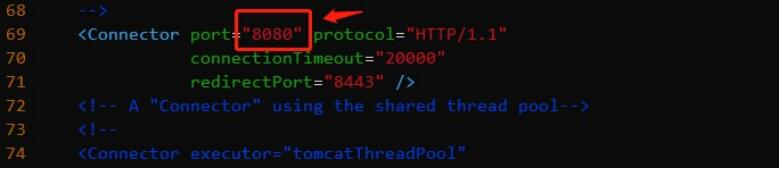 68 -->
69 <Connector port="8080" protocol="HTTP/1.1"
70 connectionTimeout="20000"
71 redirectPort="8443" />
72 <!-- A "Connector" using the shared thread pool-->
73 <!--
74 <Connector executor="tomcatThreadPool"